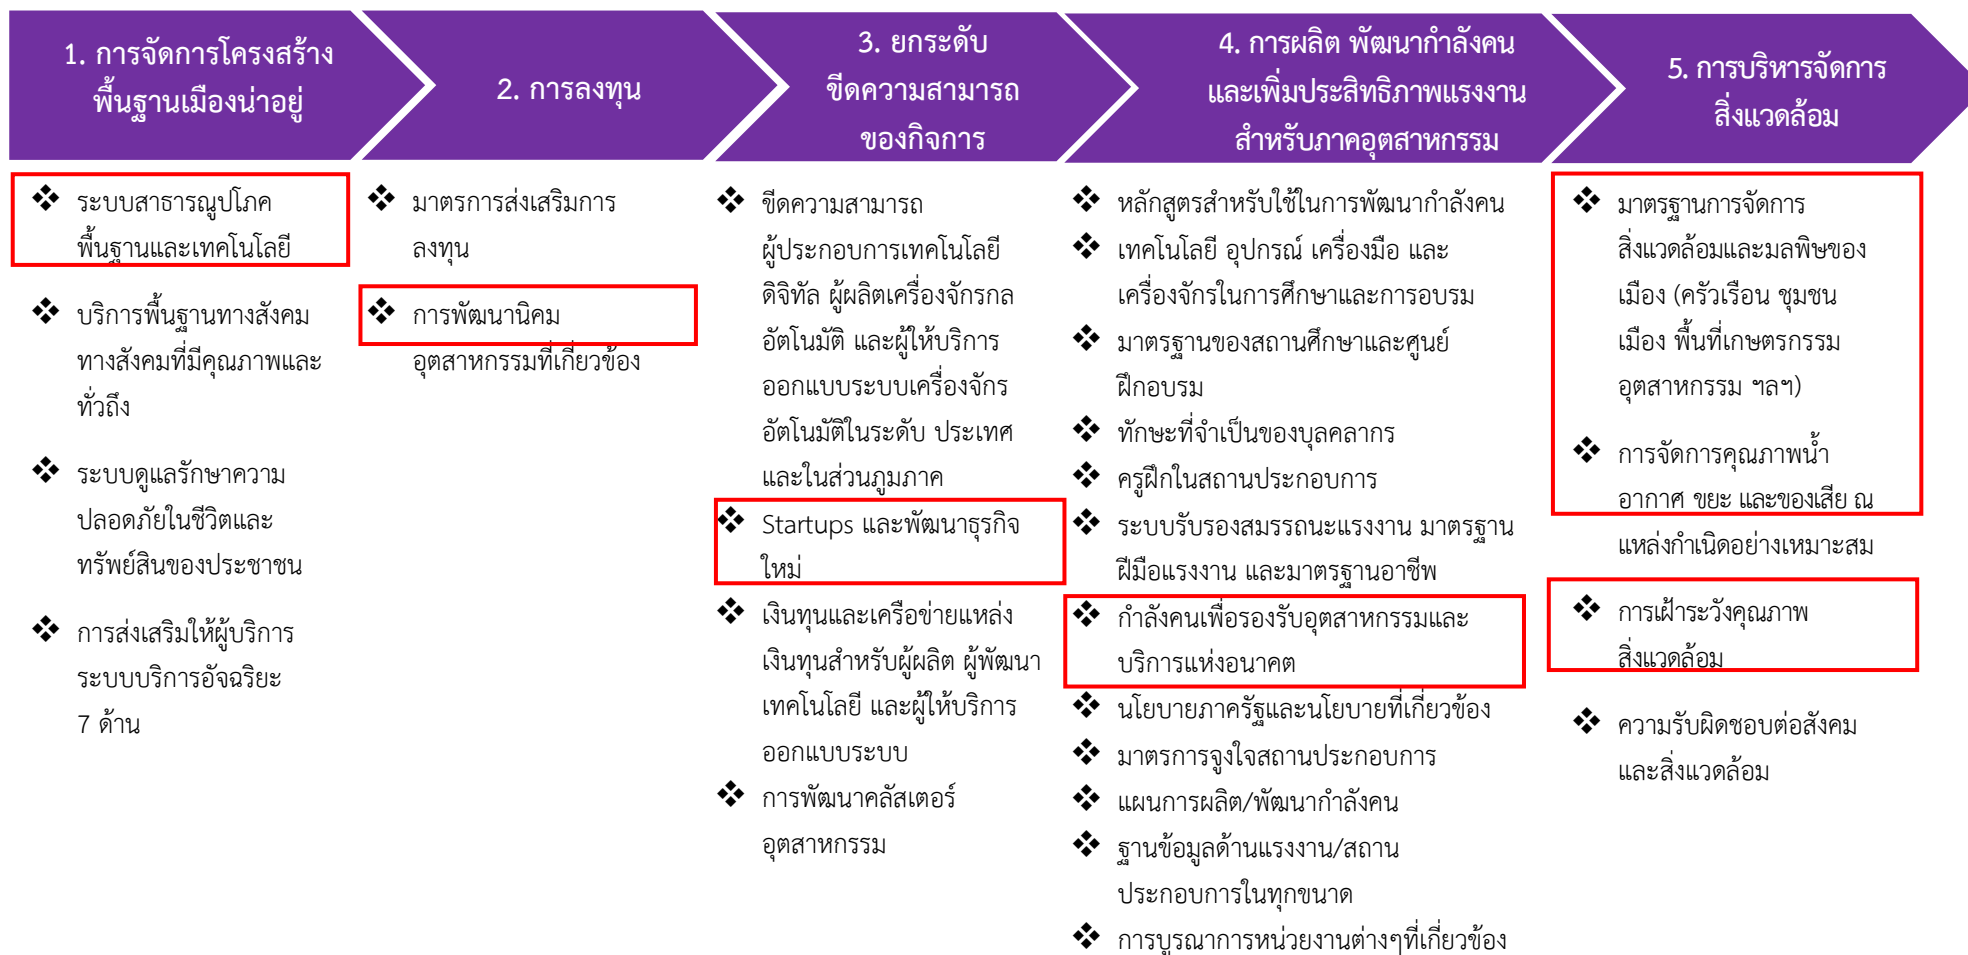 1. การจัดการโครงสร้าง
พื้นฐานเมืองน่าอยู่
2. การลงทุน
3. ยกระดับ
ขีดความสามารถ
ของกิจการ
4. การผลิต พัฒนากำลังคน
และเพิ่มประสิทธิภาพแรงงาน
สำหรับภาคอุตสาหกรรม
5. การบริหารจัดการ
สิ่งแวดล้อม
❖ ระบบสาธารณูปโภค
พื้นฐานและเทคโนโลยี
❖ บริการพื้นฐานทางสังคม
ทางสังคมที่มีคุณภาพและ
ทั่วถึง
❖ ระบบดูแลรักษาความ
ปลอดภัยในชีวิตและ
ทรัพย์สินของประชาชน
❖ การส่งเสริมให้ผู้บริการ
ระบบบริการอัจฉริยะ
7 ด้าน
❖ มาตรการส่งเสริมการ
ลงทุน
❖ การพัฒนานิคม
อุตสาหกรรมที่เกี่ยวข้อง
❖ ขีดความสามารถ
ผู้ประกอบการเทคโนโลยี
ดิจิทัล ผู้ผลิตเครื่องจักรกล
อัตโนมัติ และผู้ให้บริการ
ออกแบบระบบเครื่องจักร
อัตโนมัติในระดับ ประเทศ
และในส่วนภูมภาค
❖ Startups และพัฒนาธุรกิจ
ใหม่
❖ เงินทุนและเครือข่ายแหล่ง
เงินทุนสำหรับผู้ผลิต ผู้พัฒนา
เทคโนโลยี และผู้ให้บริการ
ออกแบบระบบ
❖ การพัฒนาคลัสเตอร์
อุตสาหกรรม
❖ หลักสูตรสำหรับใช้ในการพัฒนากำลังคน
❖ เทคโนโลยี อุปกรณ์ เครื่องมือ และ
เครื่องจักรในการศึกษาและการอบรม
❖ มาตรฐานของสถานศึกษาและศูนย์
ฝึกอบรม
❖ ทักษะที่จำเป็นของบุคคลากร
❖ ครูฝึกในสถานประกอบการ
❖ ระบบรับรองสมรรถนะแรงงาน มาตรฐาน
ฝีมือแรงงาน และมาตรฐานอาชีพ
❖ กำลังคนเพื่อรองรับอุตสาหกรรมและ
บริการแห่งอนาคต
❖ นโยบายภาครัฐและนโยบายที่เกี่ยวข้อง
❖ มาตรการจูงใจสถานประกอบการ
❖ แผนการผลิต/พัฒนากำลังคน
❖ ฐานข้อมูลด้านแรงงาน/สถาน
ประกอบการในทุกขนาด
❖ การบูรณาการหน่วยงานต่างๆที่เกี่ยวข้อง
❖ มาตรฐานการจัดการ
สิ่งแวดล้อมและมลพิษของ
เมือง (ครัวเรือน ชุมชน
เมือง พื้นที่เกษตรกรรม
อุตสาหกรรม ฯลฯ)
❖ การจัดการคุณภาพน้ำ
อากาศ ขยะ และของเสีย ณ
แหล่งกำเนิดอย่างเหมาะสม
❖ การเฝ้าระวังคุณภาพ
สิ่งแวดล้อม
❖ ความรับผิดชอบต่อสังคม
และสิ่งแวดล้อม